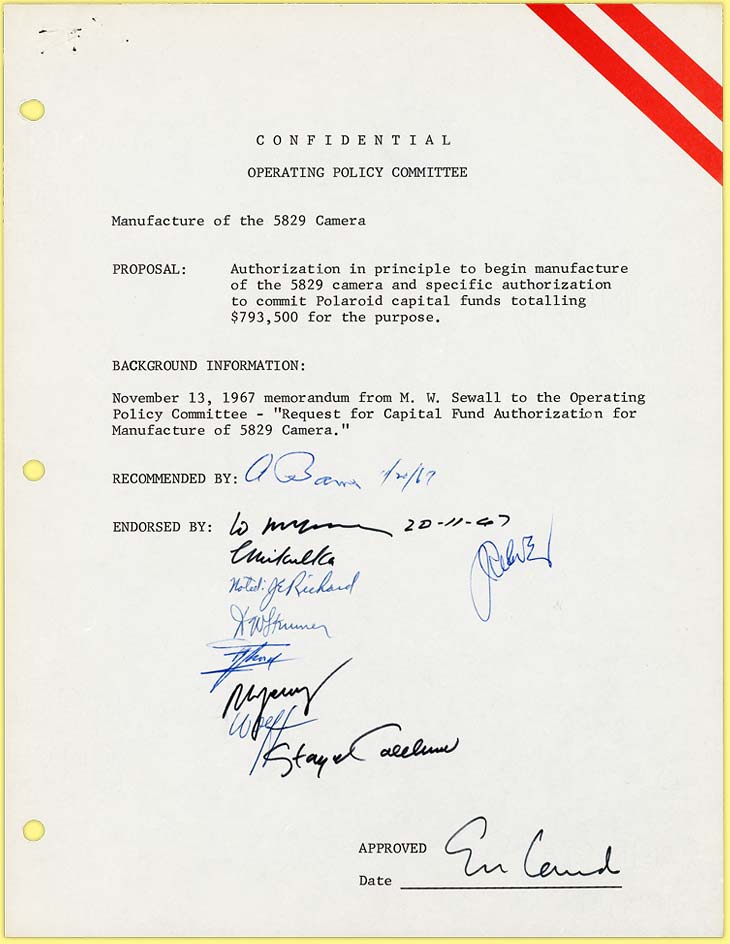 C O N F I D E N T I A L
OPERATING POLICY COMMITTEE
Manufacture of the 5829 Camera
PROPOSAL: Authorization in principle to begin manufacture
of the 5829 camera and specific authorization
to commit Polaroid capital funds totalling
$793,500 for the purpose.
BACKGROUND INFORMATION:
November 13, 1967 memorandum from M. W. Sewall to the Operating
Policy Committee - "Request for Capital Fund Authorization for
Manufacture of 5829 Camera."
RECOMMENDED BY:
ENDORSED BY: 20-11-67
CMikulka
Noted: JERichard
APPROVED
Date